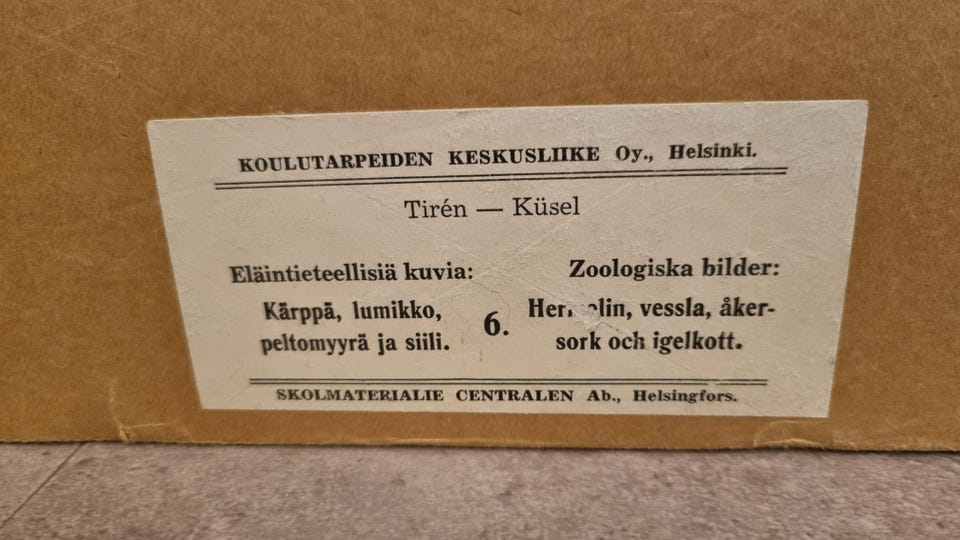 KOULUTARPEIDEN KESKUSLIIKE Oy., Helsinki.
Tirén — Küsel
Eläintieteellisiä kuvia:
Kärppä, lumikko,
peltomyyrä ja siili.
6.
Zoologiska bilder:
vessla, åker-
sork och igelkott.
SKOLMATERIALIE CENTRALEN Ab., Helsingfors.